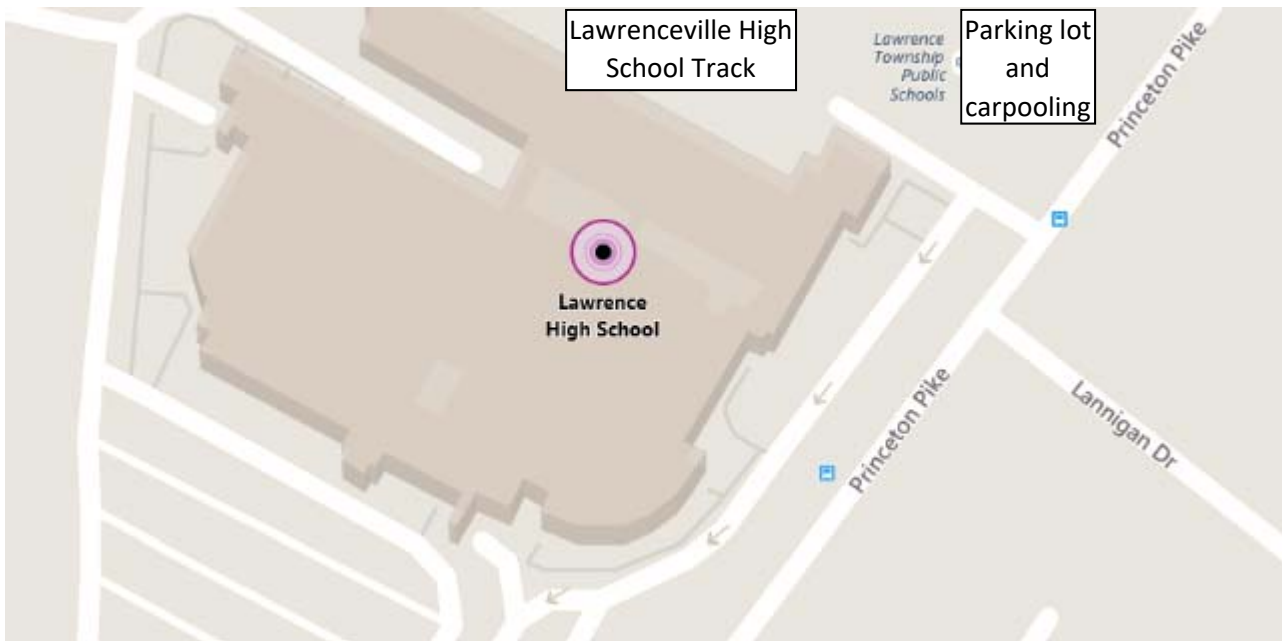 Lawrenceville High
School Track
Lawrence
Township
Public
Schools
Parking lot
and
carpooling
Princeton Pike
Lawrence
High School
Princeton Pike
Lannigan Dr